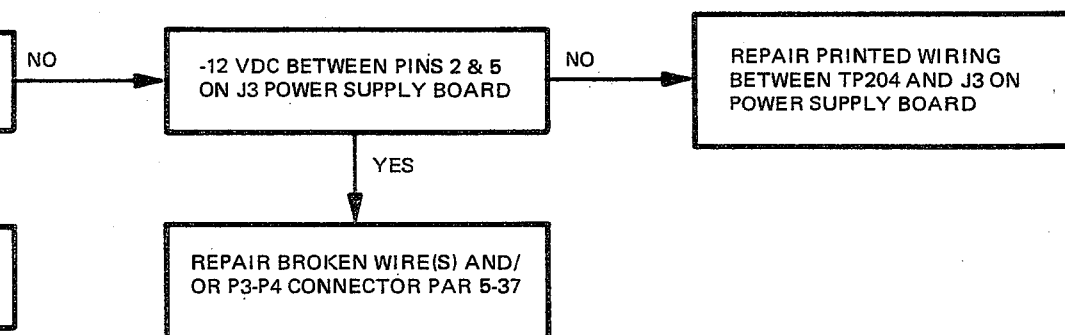 NO
-12 VDC BETWEEN PINS 2 & 5
ON J3 POWER SUPPLY BOARD
NO
REPAIR PRINTED WIRING
BETWEEN TP204 AND J3 ON
POWER SUPPLY BOARD
YES
REPAIR BROKEN WIRE(S) AND/
OR P3-P4 CONNECTOR PAR 5-37